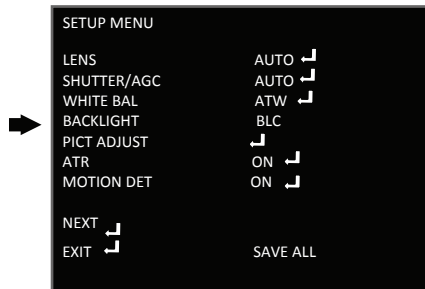 SETUP MENU
LENS AUTO ↵
SHUTTER/AGC AUTO ↵
WHITE BAL ATW ↵
BACKLIGHT BLC
PICT ADJUST ↵
ATR ON ↵
MOTION DET ON ↵
NEXT ↵
EXIT ↵ SAVE ALL